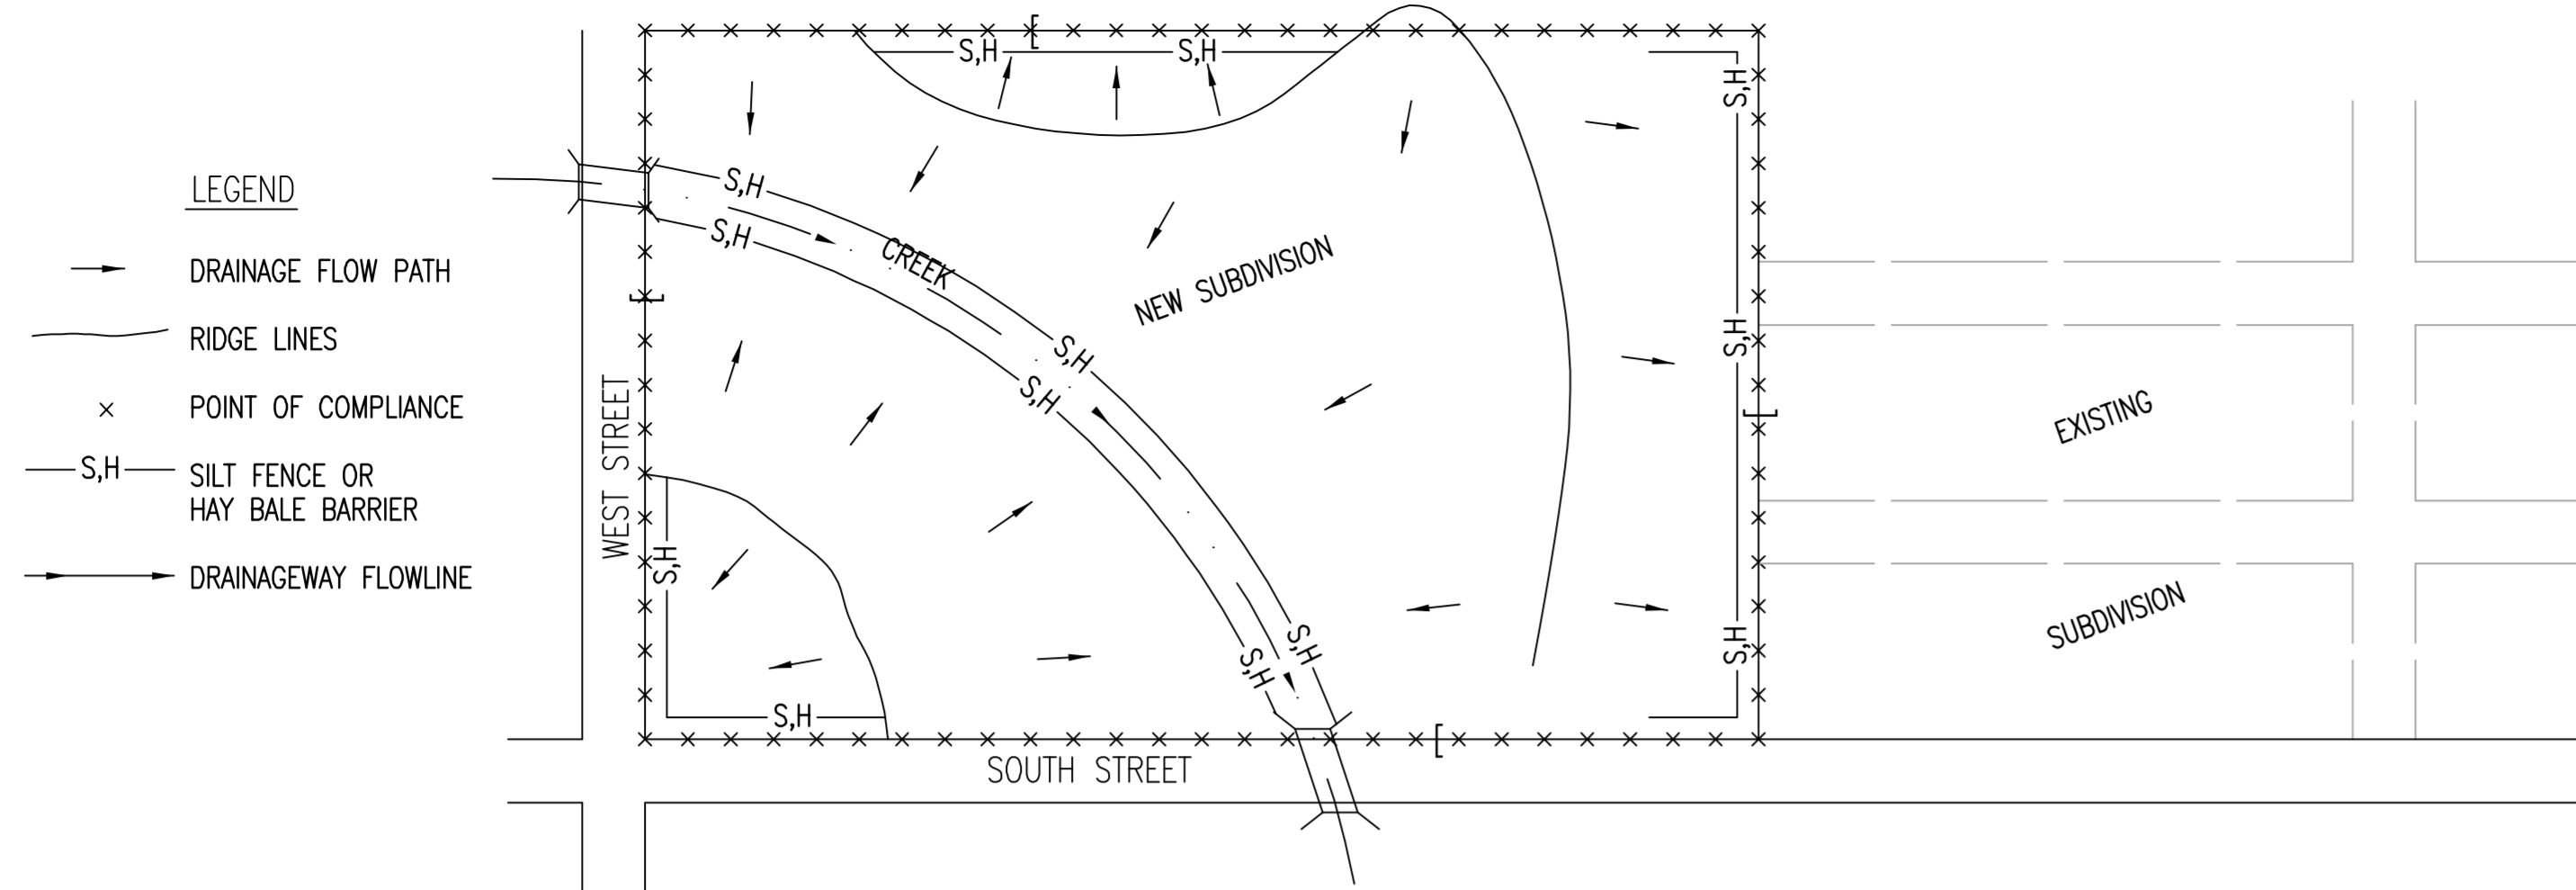 LEGEND
DRAINAGE FLOW PATH
RIDGE LINES
POINT OF COMPLIANCE
S,H
SILT FENCE OR
HAY BALE BARRIER
DRAINAGEWAY FLOWLINE
S,H
S,H
S,H
S,H
S,H
CREEK
NEW SUBDIVISION
S,H
S,H
S,H
WEST STREET
EXISTING
S,H
S,H
S,H
S,H
SUBDIVISION
S,H
SOUTH STREET